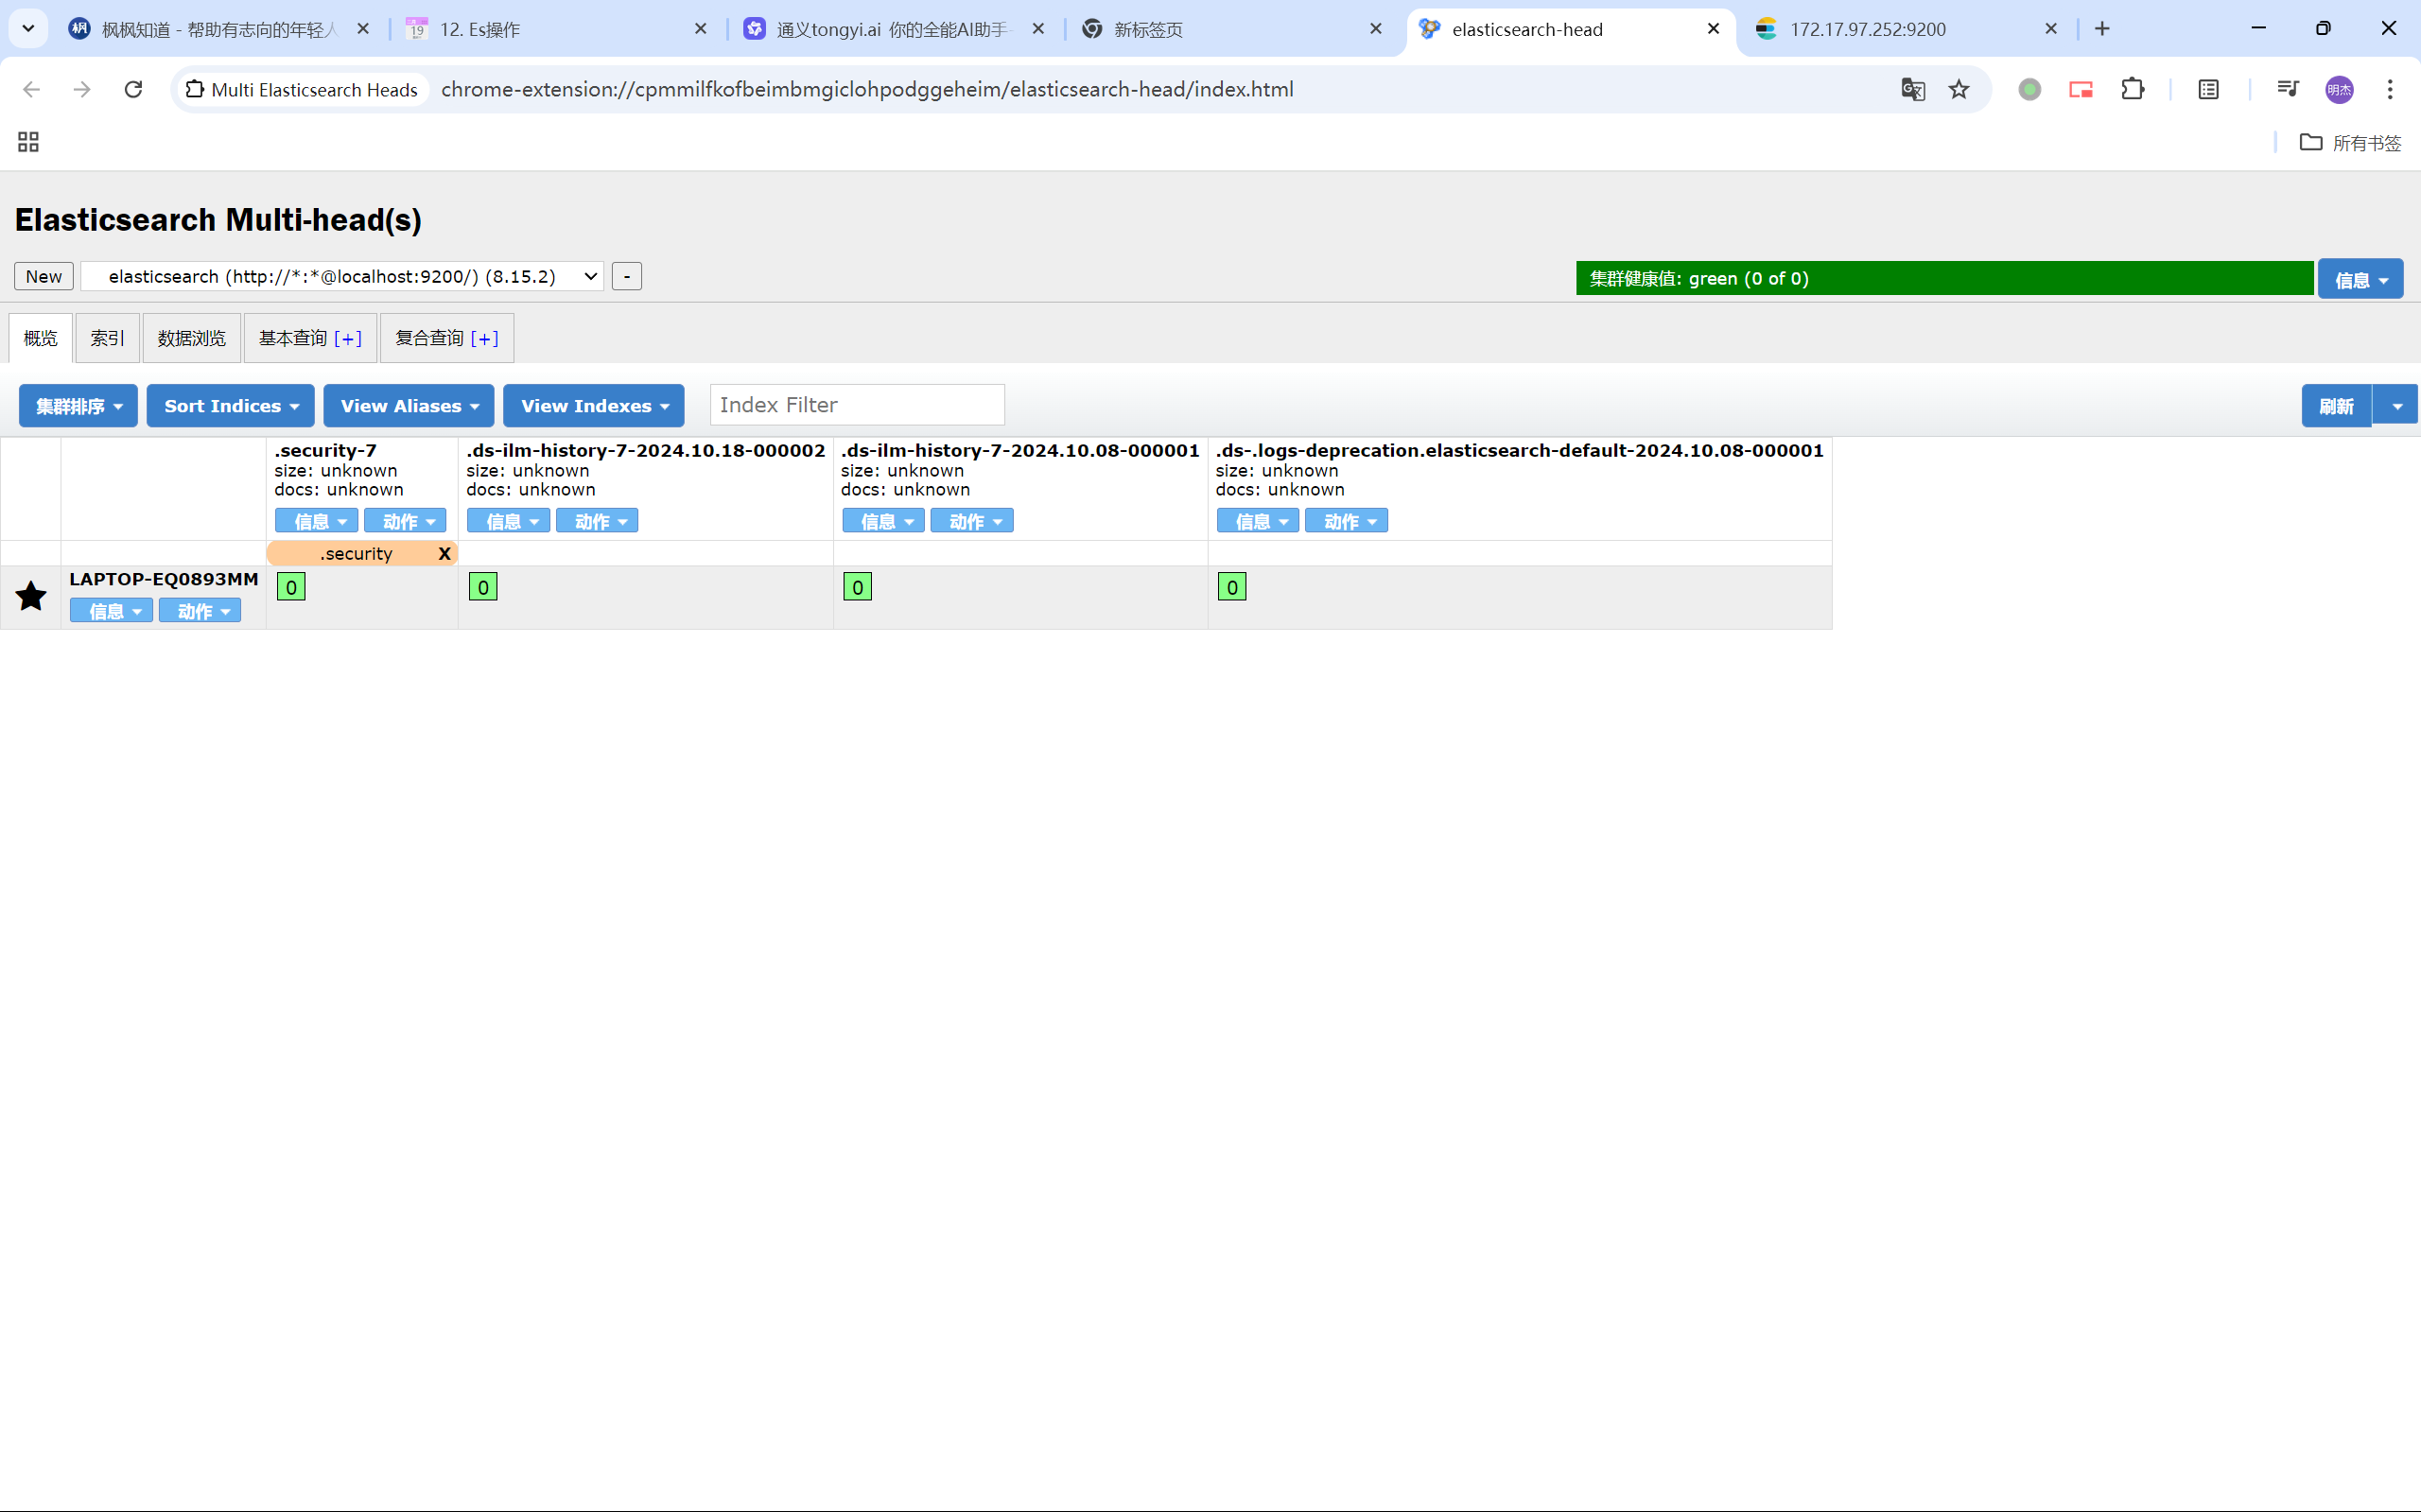 枫枫知道 - 帮助有志向的年轻人
12. Es操作
通义tongyi.ai 你的全能AI助手-
新标签页
elasticsearch-head
172.17.97.252:9200
Multi Elasticsearch Heads
chrome-extension://cpmmilfkofbeimbmgiclohpodggeheim/elasticsearch-head/index.html
明杰
所有书签
Elasticsearch Multi-head(s)
New
elasticsearch (http://*:*@localhost:9200/) (8.15.2)
-
集群健康值: green (0 of 0)
信息
概览
索引
数据浏览
基本查询 [+]
复合查询 [+]
集群排序
Sort Indices
View Aliases
View Indexes
Index Filter
刷新
.security-7
size: unknown
docs: unknown
信息 动作
.ds-ilm-history-7-2024.10.18-000002
size: unknown
docs: unknown
信息 动作
.ds-ilm-history-7-2024.10.08-000001
size: unknown
docs: unknown
信息 动作
.ds-.logs-deprecation.elasticsearch-default-2024.10.08-000001
size: unknown
docs: unknown
信息 动作
.security X
LAPTOP-EQ0893MM
信息 动作
0
0
0
0